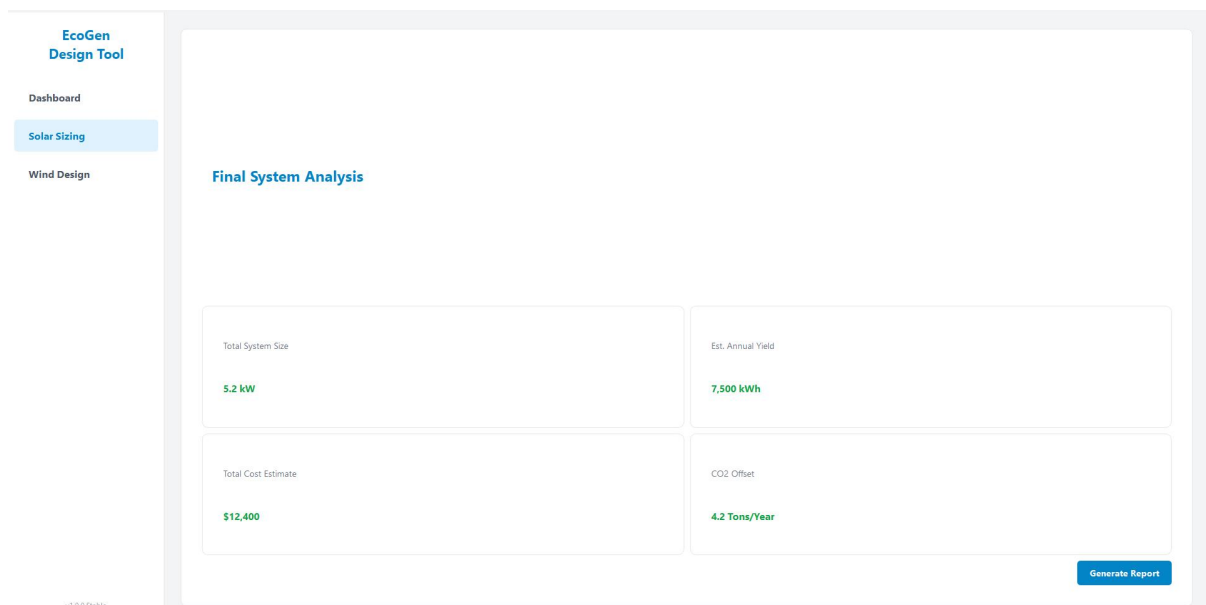 EcoGen
Design Tool
Dashboard
Solar Sizing
Wind Design
Final System Analysis
Total System Size
5.2 kW
Est. Annual Yield
7,500 kWh
Total Cost Estimate
$12,400
CO2 Offset
4.2 Tons/Year
Generate Report